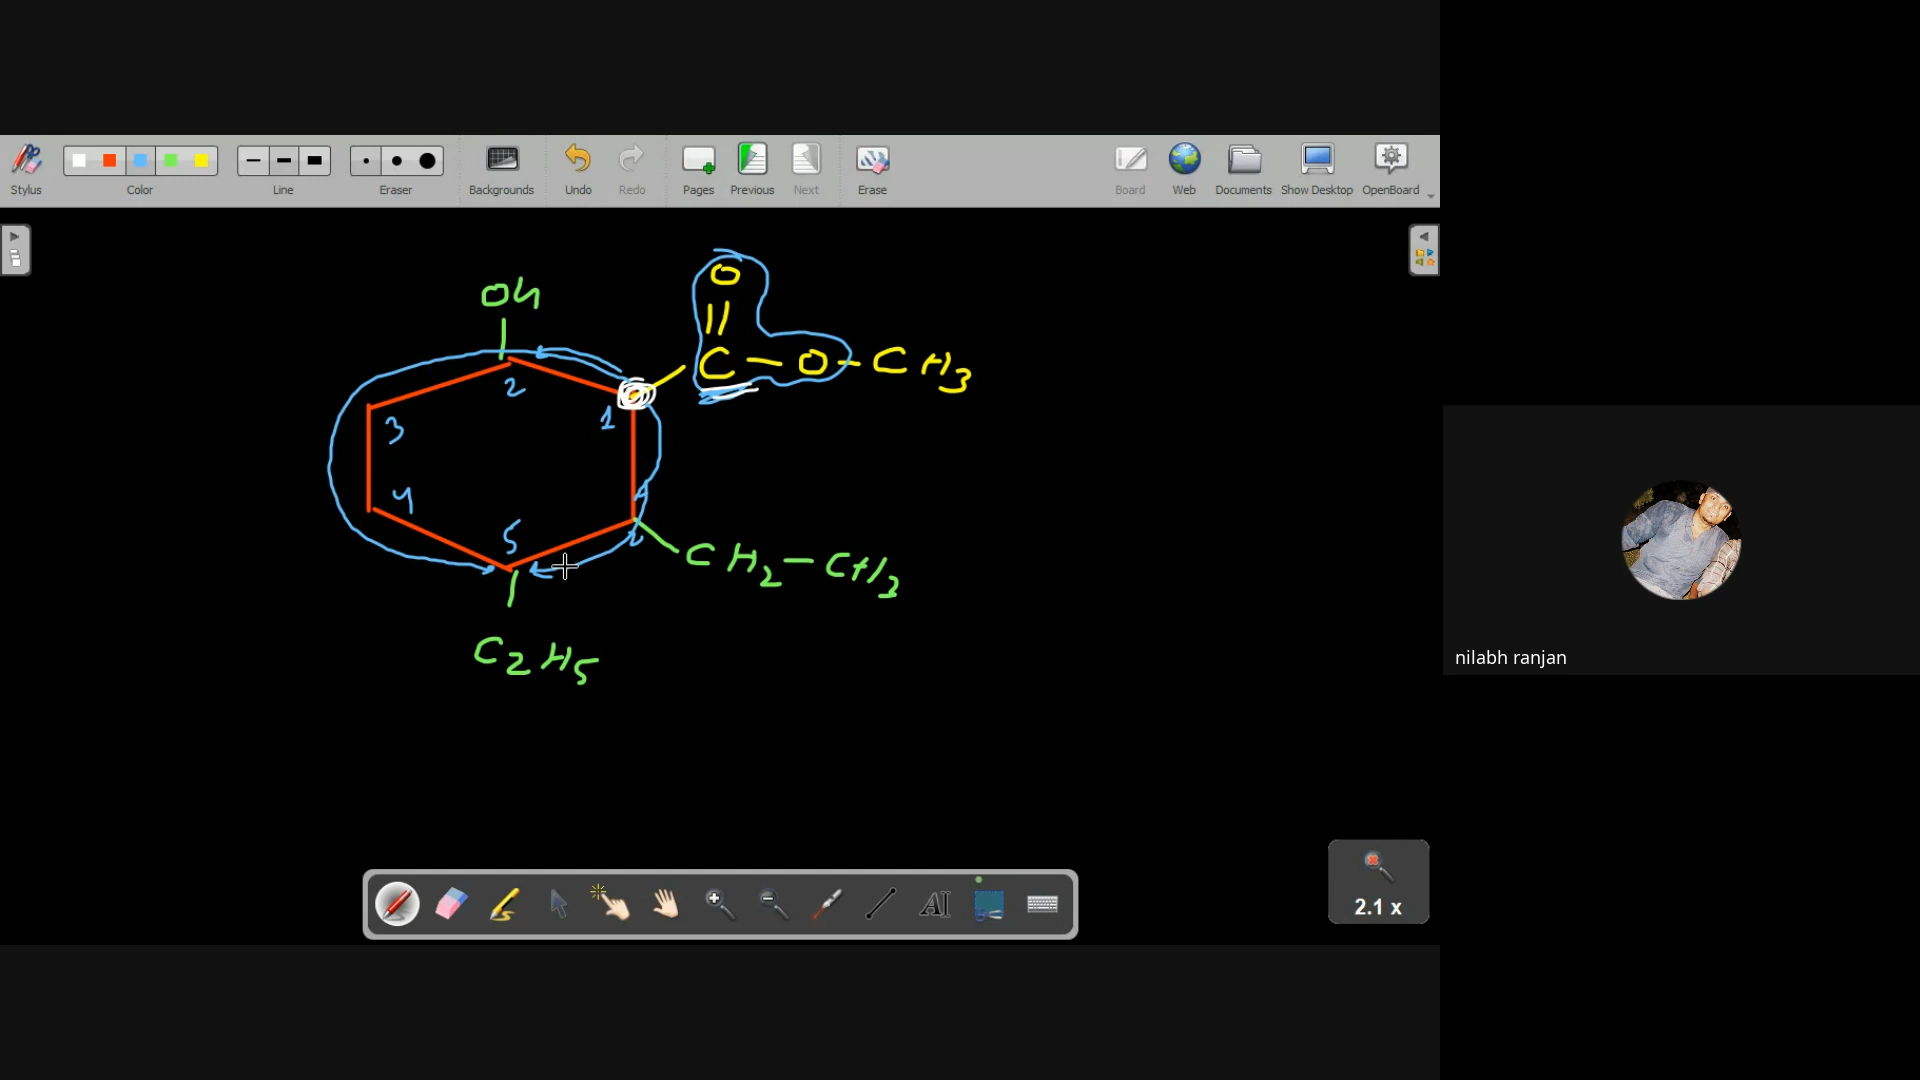 Stylus
Color
Line
Eraser
Backgrounds
Undo
Redo
Pages
Previous
Next
Erase
Board
Web
Documents
Show Desktop
OpenBoard
O
OH
C — O — CH3
2
1
3
4
5
CH2 — CH3
C2H5
nilabh ranjan
AI
2.1 x